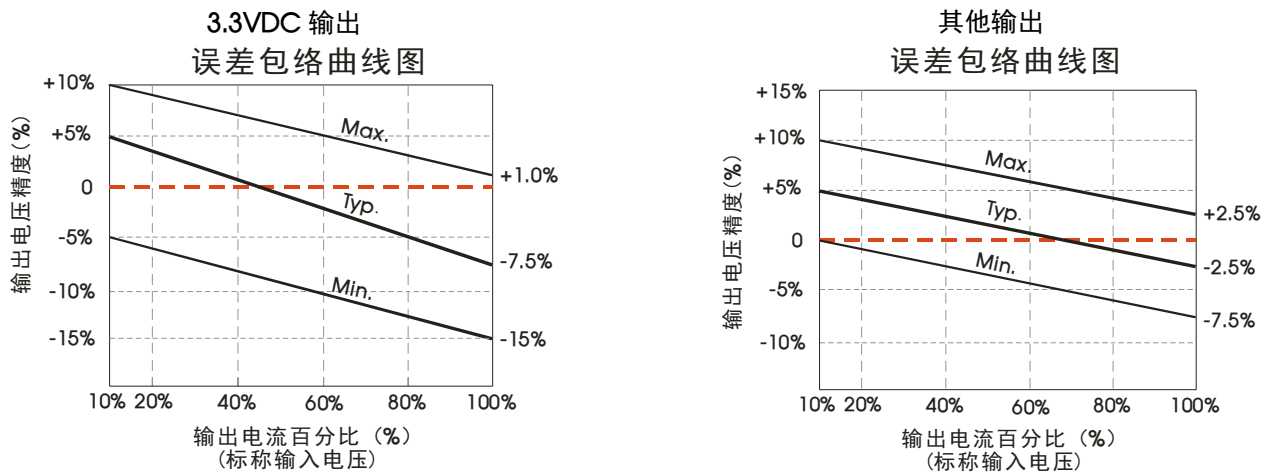 3.3VDC 输出
误差包络曲线图
+10%
+5%
0
-5%
-10%
-15%
输出电压精度(%)
Max.
Typ.
Min.
+1.0%
-7.5%
-15%
10% 20% 40% 60% 80% 100%
输出电流百分比（%）
(标称输入电压)
其他输出
误差包络曲线图
+15%
+10%
+5%
0
-5%
-10%
输出电压精度(%)
Max.
Typ.
Min.
+2.5%
-2.5%
-7.5%
10% 20% 40% 60% 80% 100%
输出电流百分比（%）
(标称输入电压)